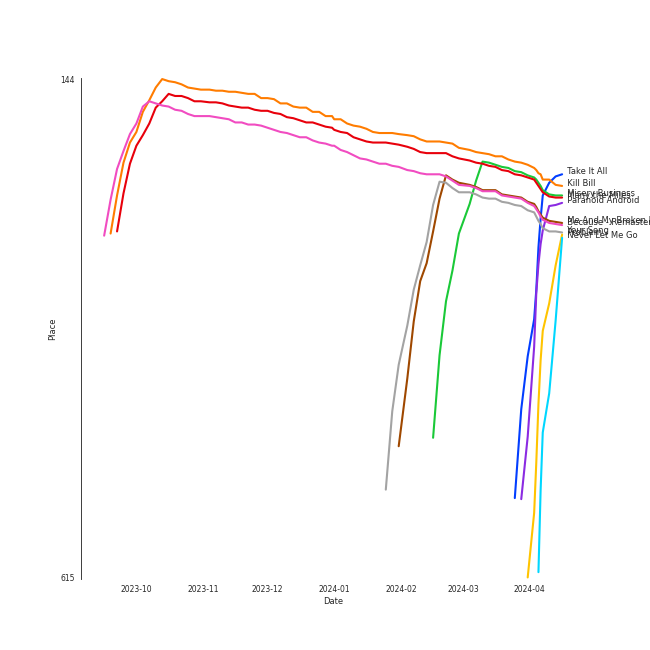 144
Take It All
Kill Bill
Misery Business
Paranoid Android
Me And My Broken
Because - Remaster
Your Song
Never Let Me Go
Place
615
2023-10
2023-11
2023-12
2024-01
2024-02
2024-03
2024-04
Date